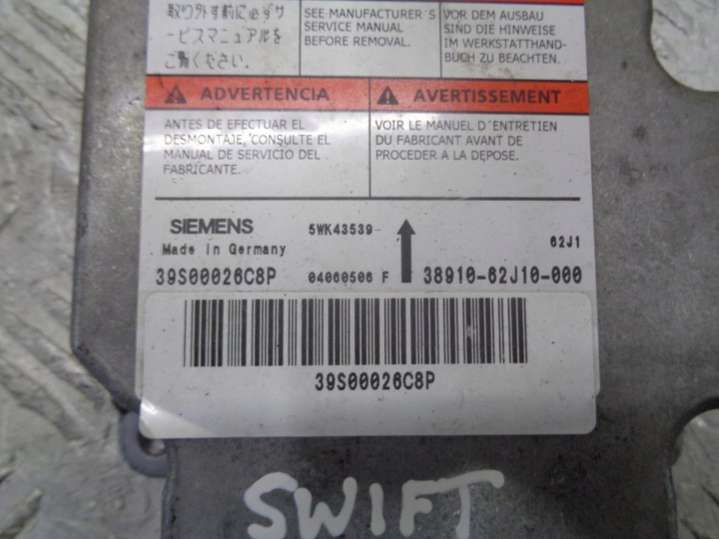 取り外す前に必ずサ
ービスマニュアルを
ご覧ください。
SEE MANUFACTURER´S
SERVICE MANUAL
BEFORE REMOVAL.
VOR DEM AUSBAU
SIND DIE HINWEISE
IM WERKSTATTHAND-
BUCH ZU BEACHTEN.
ADVERTENCIA
AVERTISSEMENT
ANTES DE EFECTUAR EL
DESMONTAJE, CONSULTE EL
MANUAL DE SERVICIO DEL
FABRICANTE.
VOIR LE MANUEL D´ENTRETIEN
DU FABRICANT AVANT DE
PROCEDER A LA DEPOSE.
SIEMENS 5WK43539
Made in Germany 62J1
39S00026C8P 04060506 F 38910-62J10-000
39S00026C8P
SWIFT